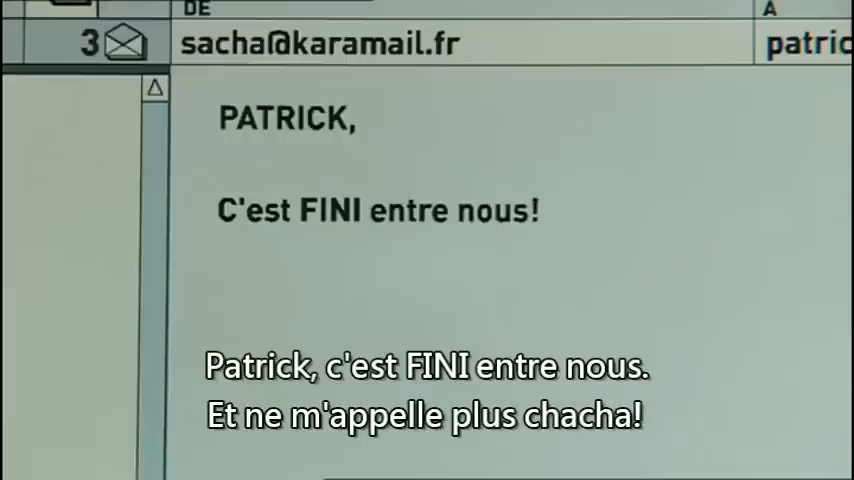 DE
A
3
sacha@karamail.fr
patric
PATRICK,
C'est FINI entre nous!
Patrick, c'est FINI entre nous.
Et ne m'appelle plus chacha!